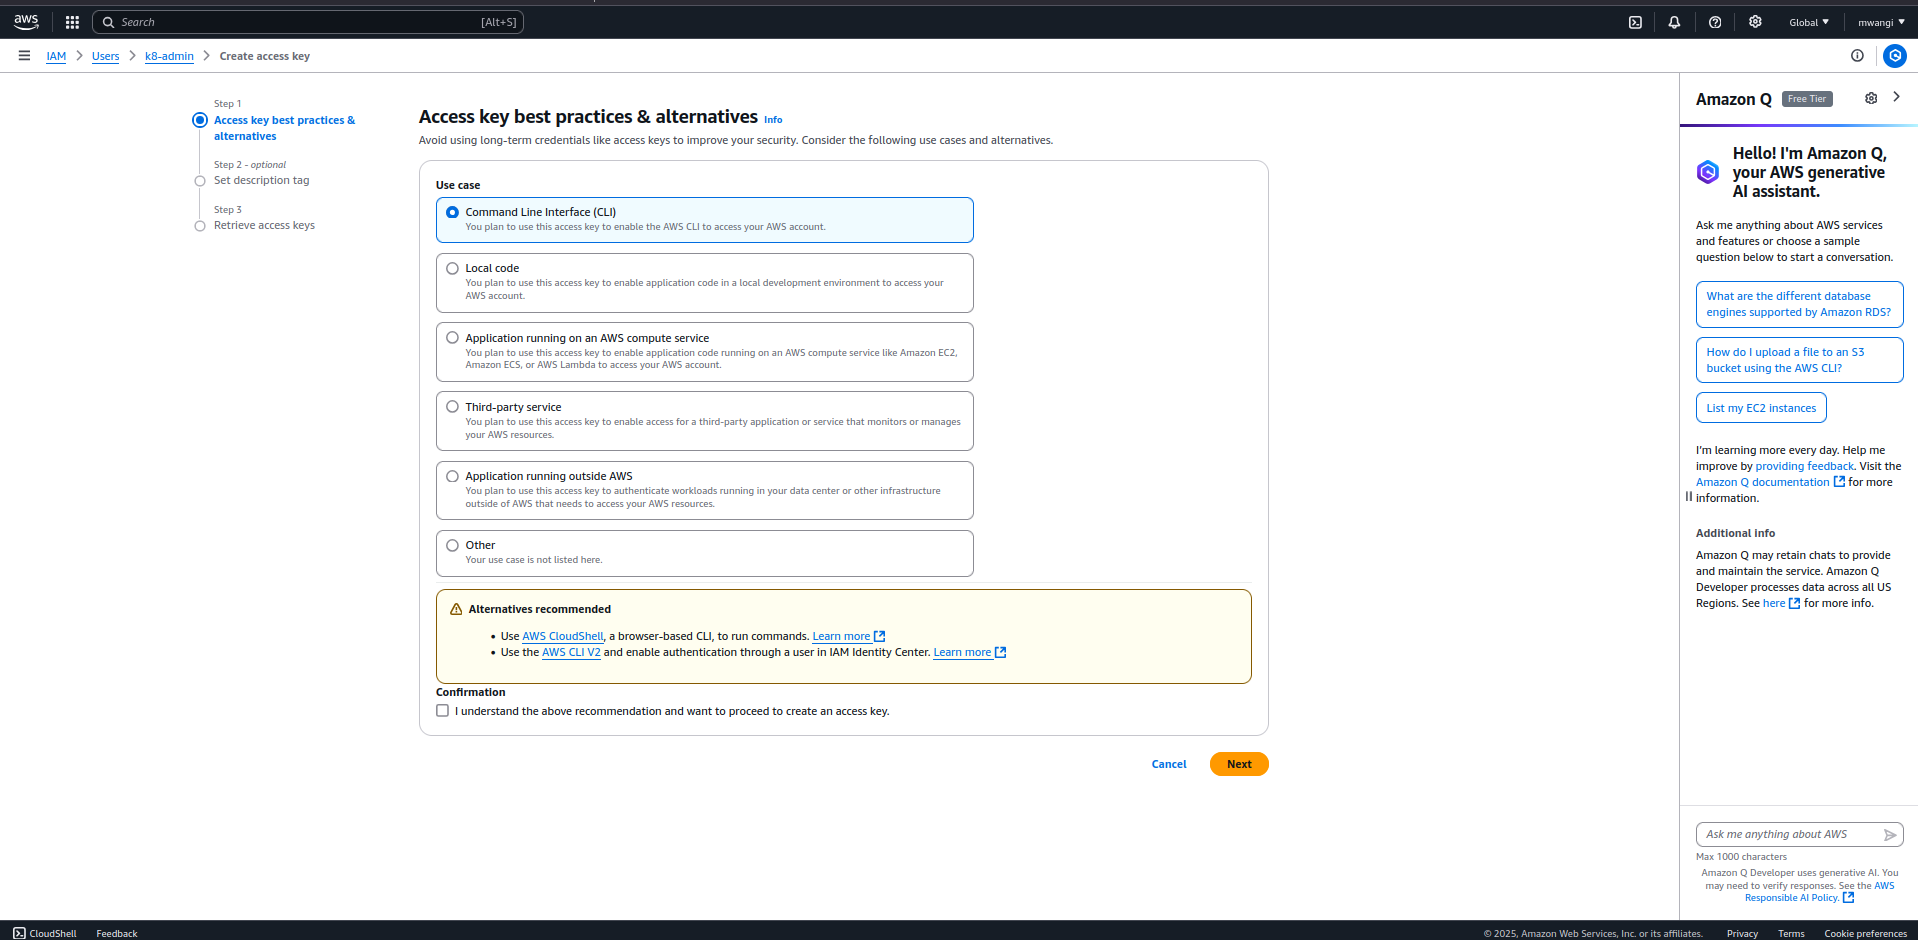 aws
Search
[Alt+S]
Global
mwangi
IAM
Users
k8-admin
Create access key
Step 1
Access key best practices &
alternatives
Step 2 - optional
Set description tag
Step 3
Retrieve access keys
Access key best practices & alternatives Info
Avoid using long-term credentials like access keys to improve your security. Consider the following use cases and alternatives.
Use case
Command Line Interface (CLI)
You plan to use this access key to enable the AWS CLI to access your AWS account.
Local code
You plan to use this access key to enable application code in a local development environment to access your
AWS account.
Application running on an AWS compute service
You plan to use this access key to enable application code running on an AWS compute service like Amazon EC2,
Amazon ECS, or AWS Lambda to access your AWS account.
Third-party service
You plan to use this access key to enable access for a third-party application or service that monitors or manages
your AWS resources.
Application running outside AWS
You plan to use this access key to authenticate workloads running in your data center or other infrastructure
outside of AWS that needs to access your AWS resources.
Other
Your use case is not listed here.
Alternatives recommended
• Use AWS CloudShell, a browser-based CLI, to run commands. Learn more
• Use the AWS CLI V2 and enable authentication through a user in IAM Identity Center. Learn more
Confirmation
I understand the above recommendation and want to proceed to create an access key.
Cancel
Next
Amazon Q Free Tier
Hello! I'm Amazon Q,
your AWS generative
AI assistant.
Ask me anything about AWS services
and features or choose a sample
question below to start a conversation.
What are the different database
engines supported by Amazon RDS?
How do I upload a file to an S3
bucket using the AWS CLI?
List my EC2 instances
I'm learning more every day. Help me
improve by providing feedback. Visit the
Amazon Q documentation for more
information.
Additional info
Amazon Q may retain chats to provide
and maintain the service. Amazon Q
Developer processes data across all US
Regions. See here for more info.
Ask me anything about AWS
Max 1000 characters
Amazon Q Developer uses generative AI. You
may need to verify responses. See the AWS
Responsible AI Policy.
CloudShell
Feedback
© 2025, Amazon Web Services, Inc. or its affiliates.
Privacy
Terms
Cookie preferences